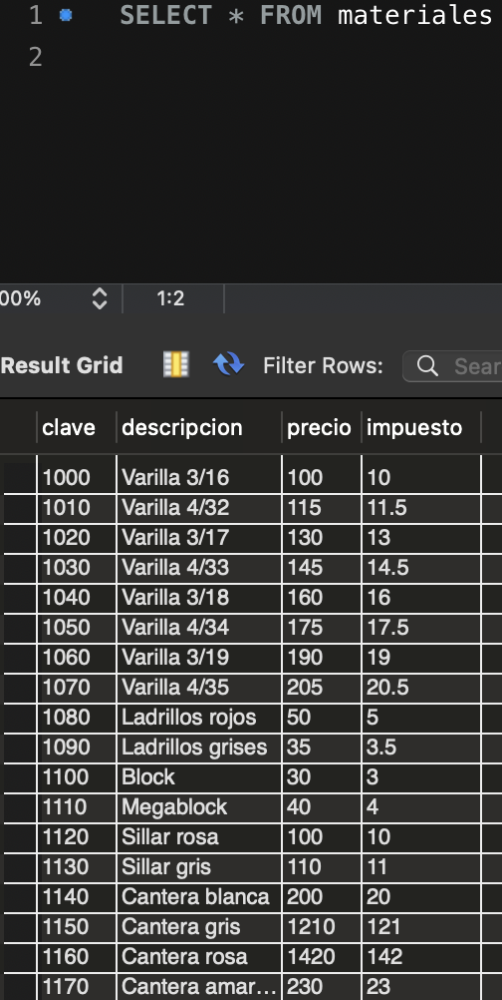 1 SELECT * FROM materiales
2
00% 1:2
Result Grid Filter Rows: Sear
clave descripcion precio impuesto
1000 Varilla 3/16 100 10
1010 Varilla 4/32 115 11.5
1020 Varilla 3/17 130 13
1030 Varilla 4/33 145 14.5
1040 Varilla 3/18 160 16
1050 Varilla 4/34 175 17.5
1060 Varilla 3/19 190 19
1070 Varilla 4/35 205 20.5
1080 Ladrillos rojos 50 5
1090 Ladrillos grises 35 3.5
1100 Block 30 3
1110 Megablock 40 4
1120 Sillar rosa 100 10
1130 Sillar gris 110 11
1140 Cantera blanca 200 20
1150 Cantera gris 1210 121
1160 Cantera rosa 1420 142
1170 Cantera amar... 230 23